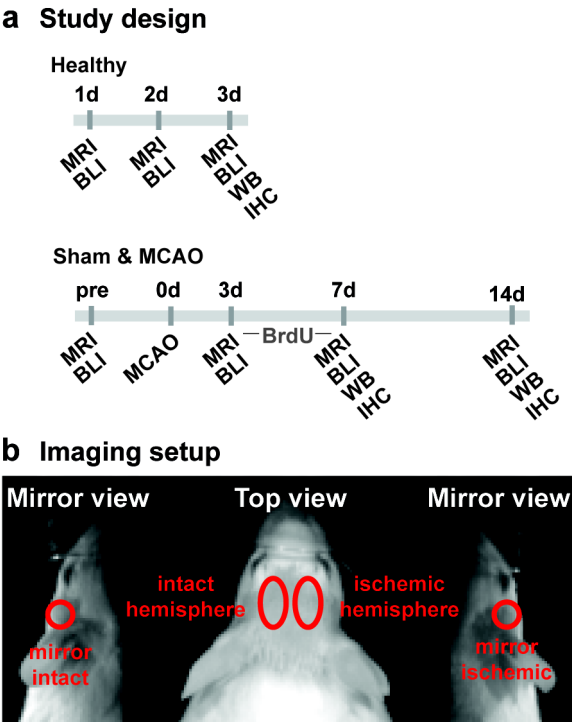 a Study design
Healthy
1d 2d 3d
MRI MRI MRI
BLI BLI BLI
WB
IHC
Sham & MCAO
pre 0d 3d 7d 14d
BrdU
MRI MCAO MRI MRI MRI
BLI BLI BLI BLI
WB WB
IHC IHC
b Imaging setup
Mirror view Top view Mirror view
intact ischemic
hemisphere hemisphere
mirror mirror
intact ischemic